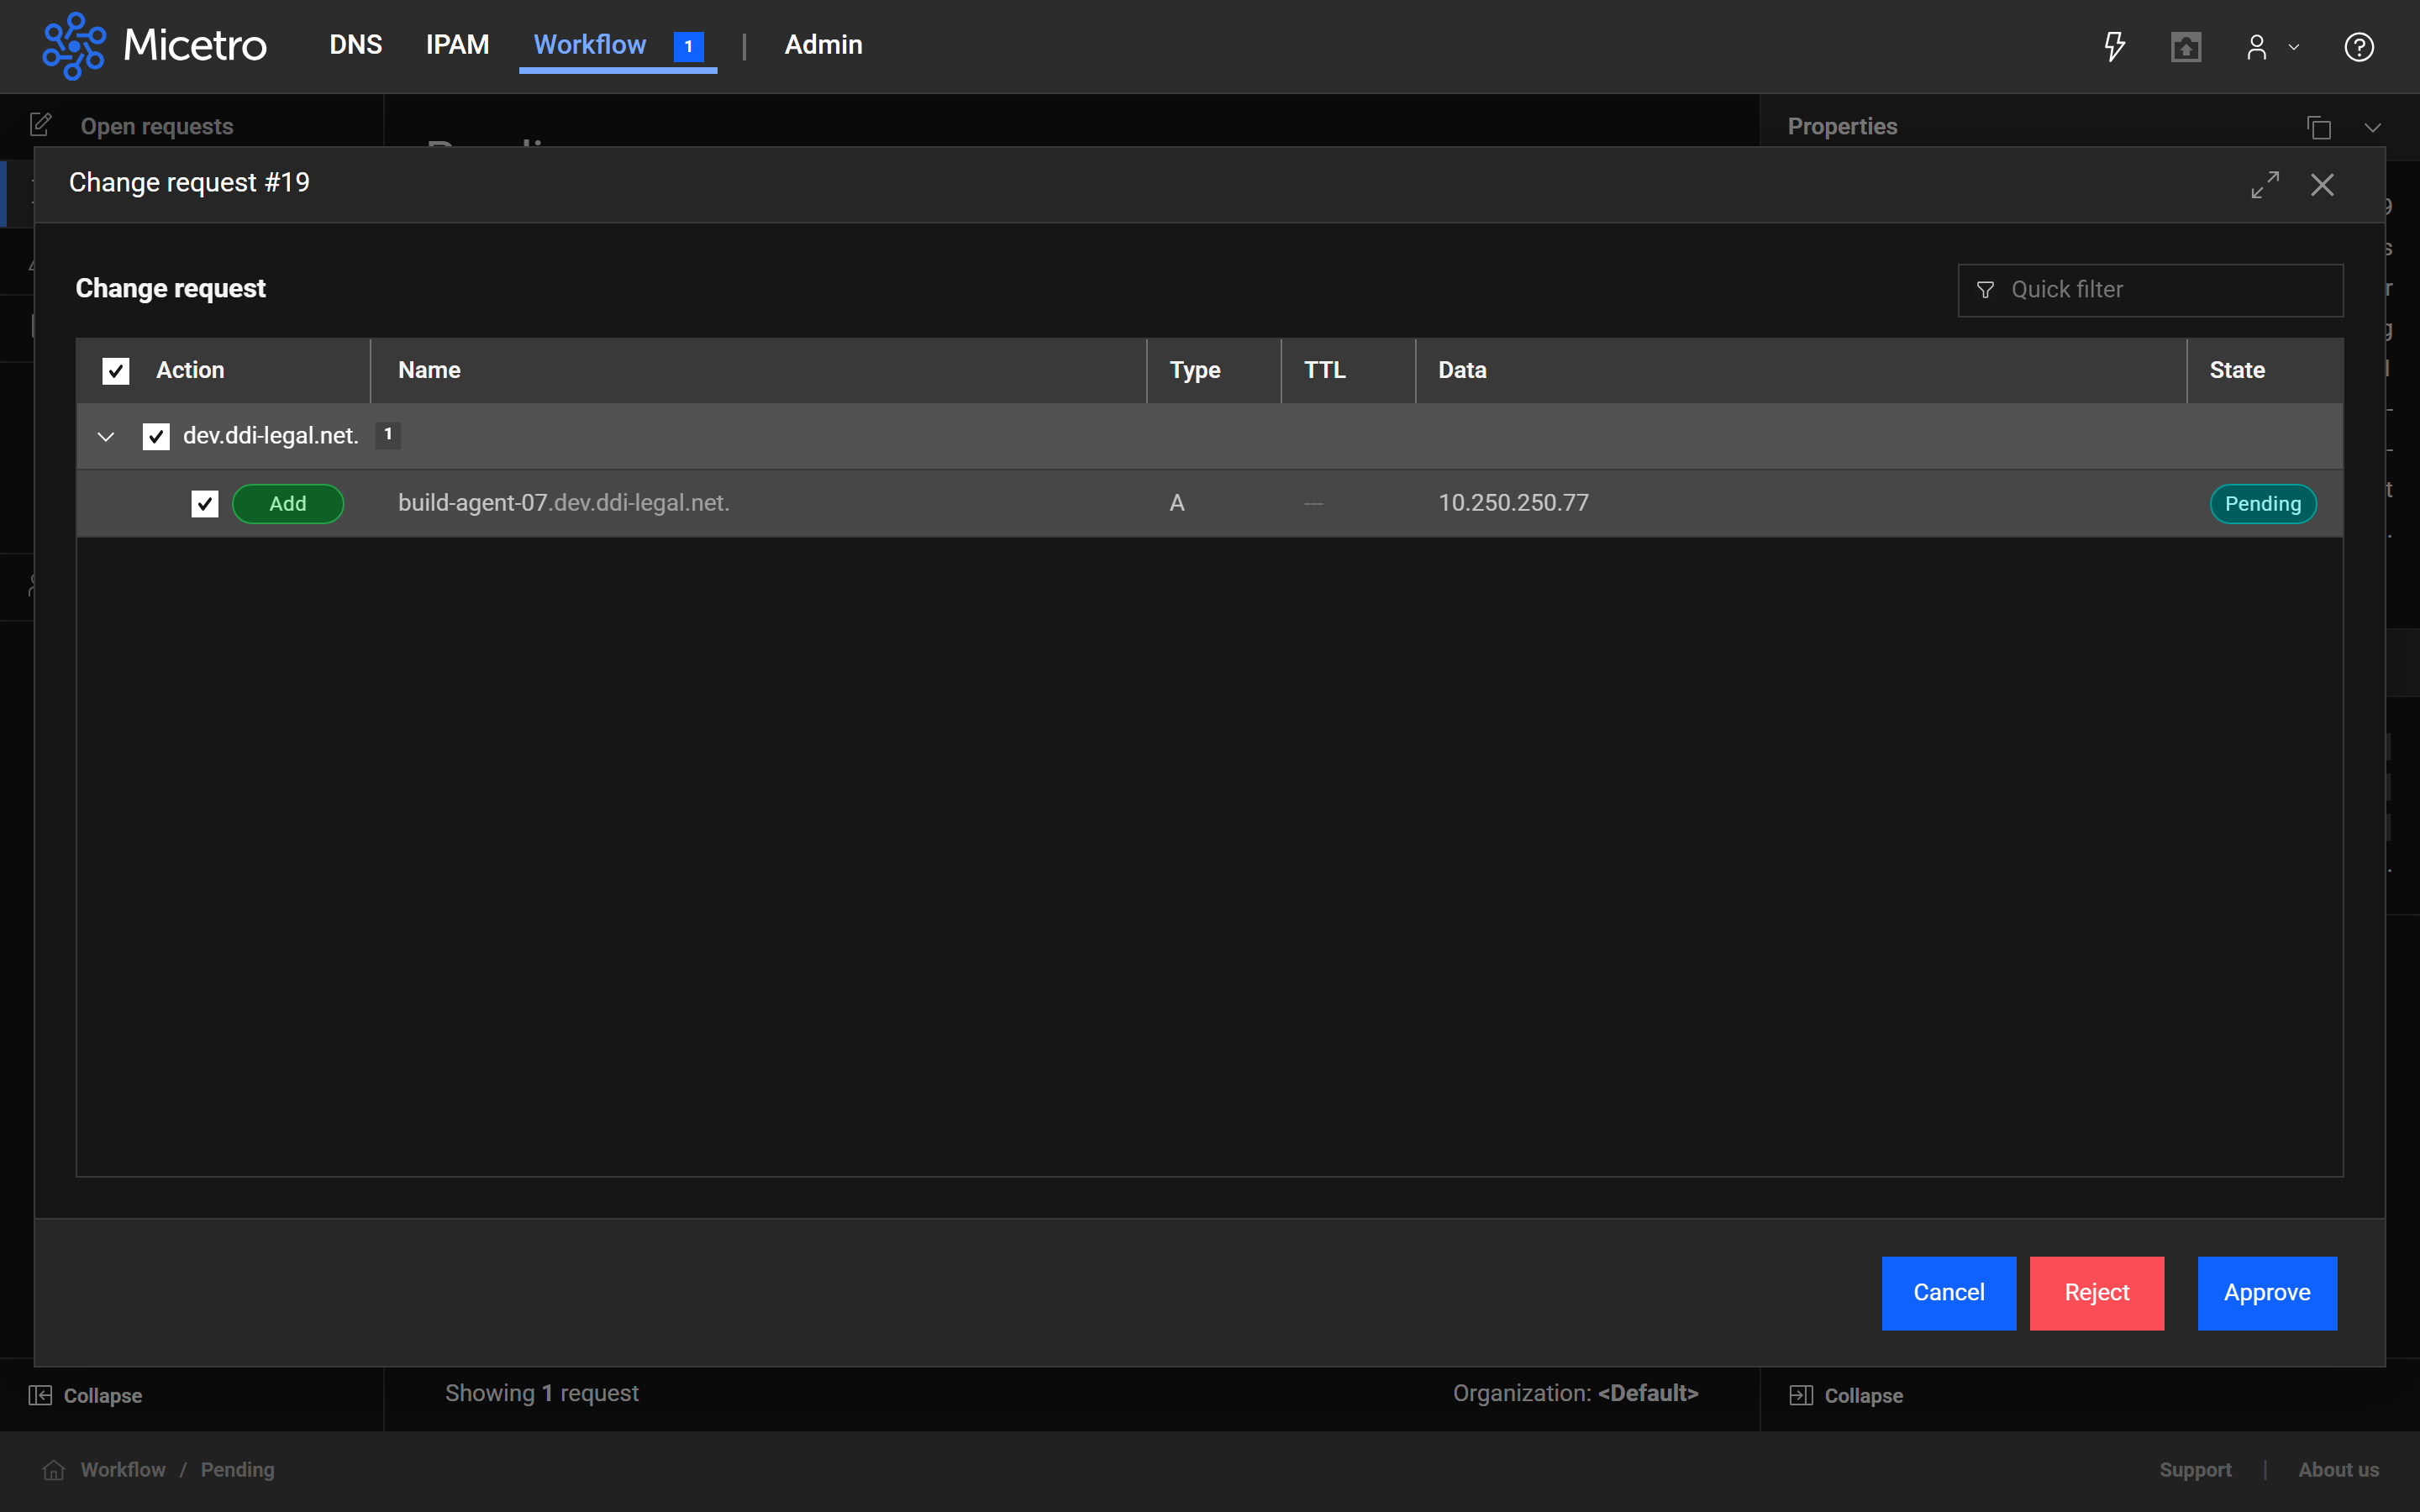 Micetro DNS IPAM Workflow 1 | Admin
Open requests
Properties
Change request #19
Change request
Quick filter
Action Name Type TTL Data State
dev.ddi-legal.net. 1
Add build-agent-07.dev.ddi-legal.net. A — 10.250.250.77 Pending
Cancel Reject Approve
Collapse Showing 1 request Organization: <Default> Collapse
Workflow / Pending Support | About us